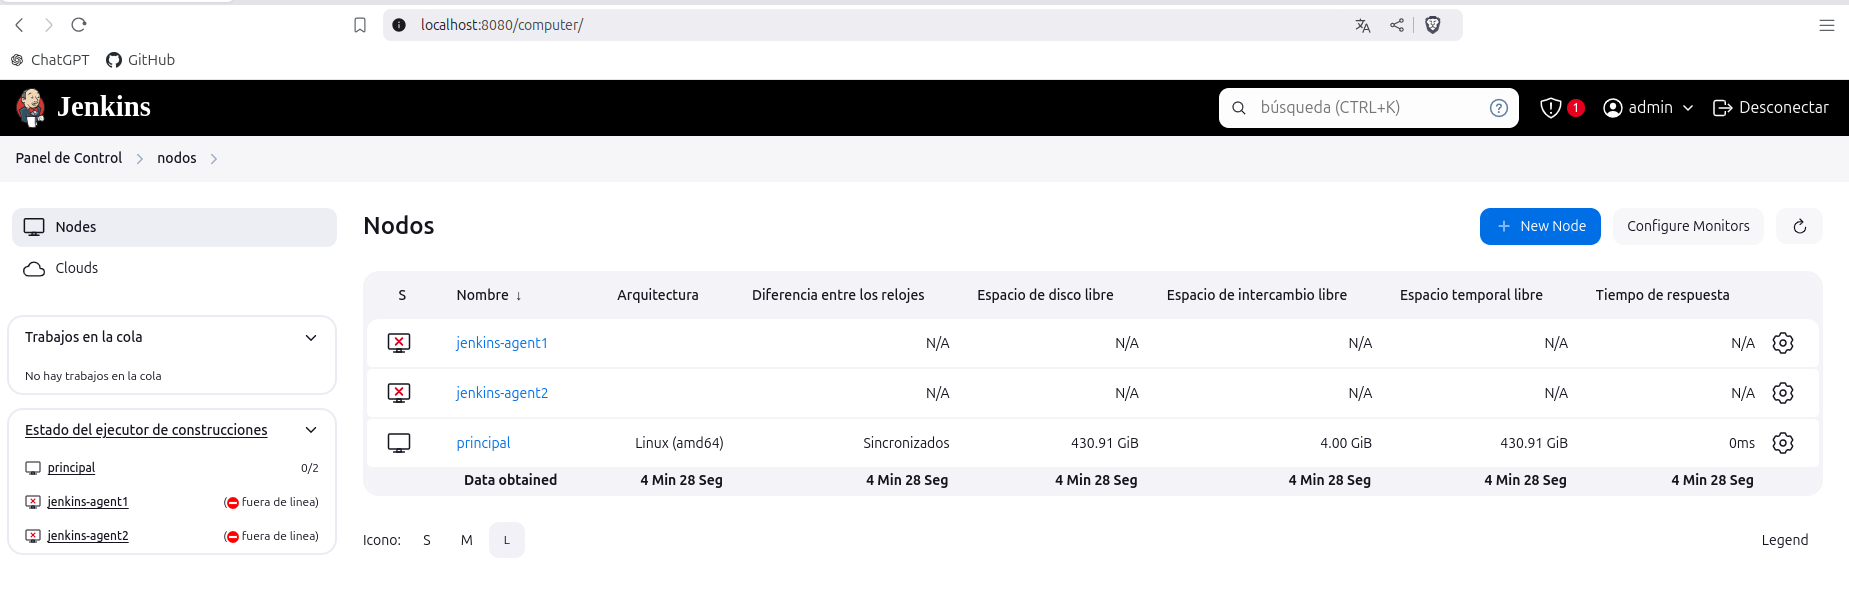 localhost:8080/computer/
ChatGPT GitHub
Jenkins
búsqueda (CTRL+K) ? 1 admin Desconectar
Panel de Control nodos
Nodes
Clouds
Trabajos en la cola
No hay trabajos en la cola
Estado del ejecutor de construcciones
principal 0/2
jenkins-agent1 (fuera de linea)
jenkins-agent2 (fuera de linea)
Nodos
+ New Node Configure Monitors
S Nombre ↓ Arquitectura Diferencia entre los relojes Espacio de disco libre Espacio de intercambio libre Espacio temporal libre Tiempo de respuesta
jenkins-agent1 N/A N/A N/A N/A N/A
jenkins-agent2 N/A N/A N/A N/A N/A
principal Linux (amd64) Sincronizados 430.91 GiB 4.00 GiB 430.91 GiB 0ms
Data obtained 4 Min 28 Seg 4 Min 28 Seg 4 Min 28 Seg 4 Min 28 Seg 4 Min 28 Seg 4 Min 28 Seg
Icono: S M L Legend